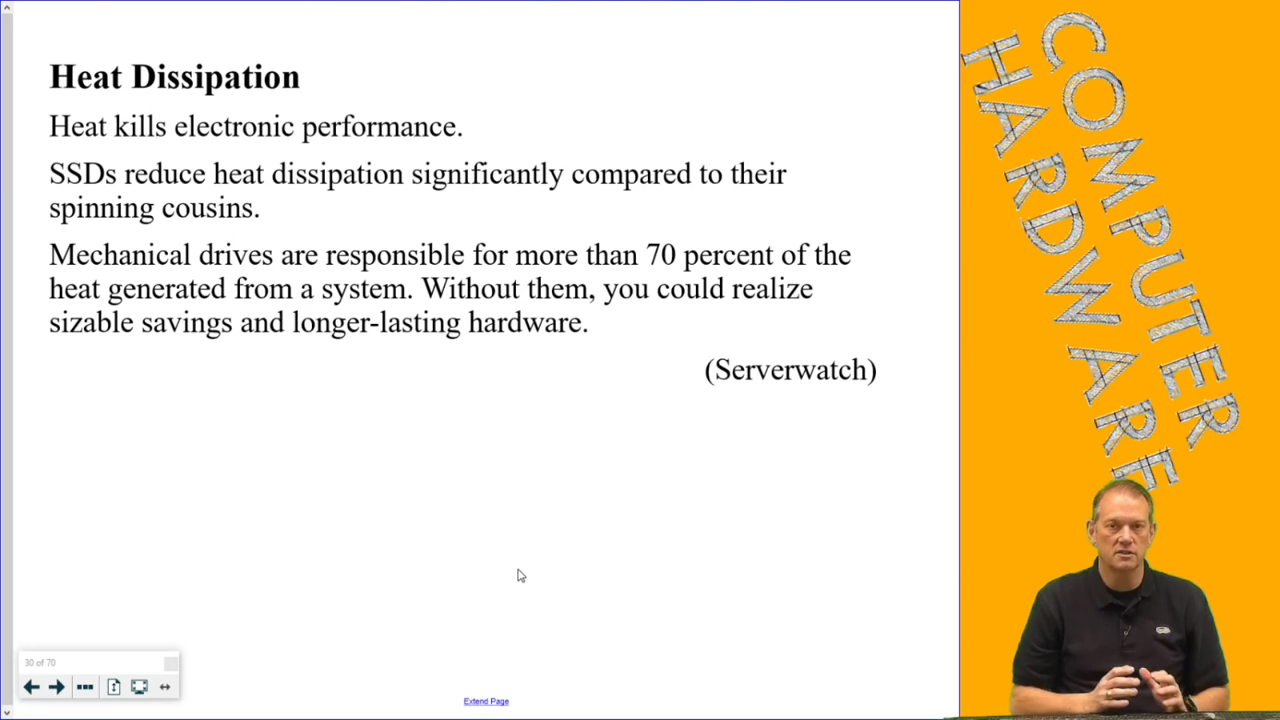 Heat Dissipation
Heat kills electronic performance.
SSDs reduce heat dissipation significantly compared to their
spinning cousins.
Mechanical drives are responsible for more than 70 percent of the
heat generated from a system. Without them, you could realize
sizable savings and longer-lasting hardware.
(Serverwatch)
30 of 70
Extend Page
COMPUTER
HARDWARE